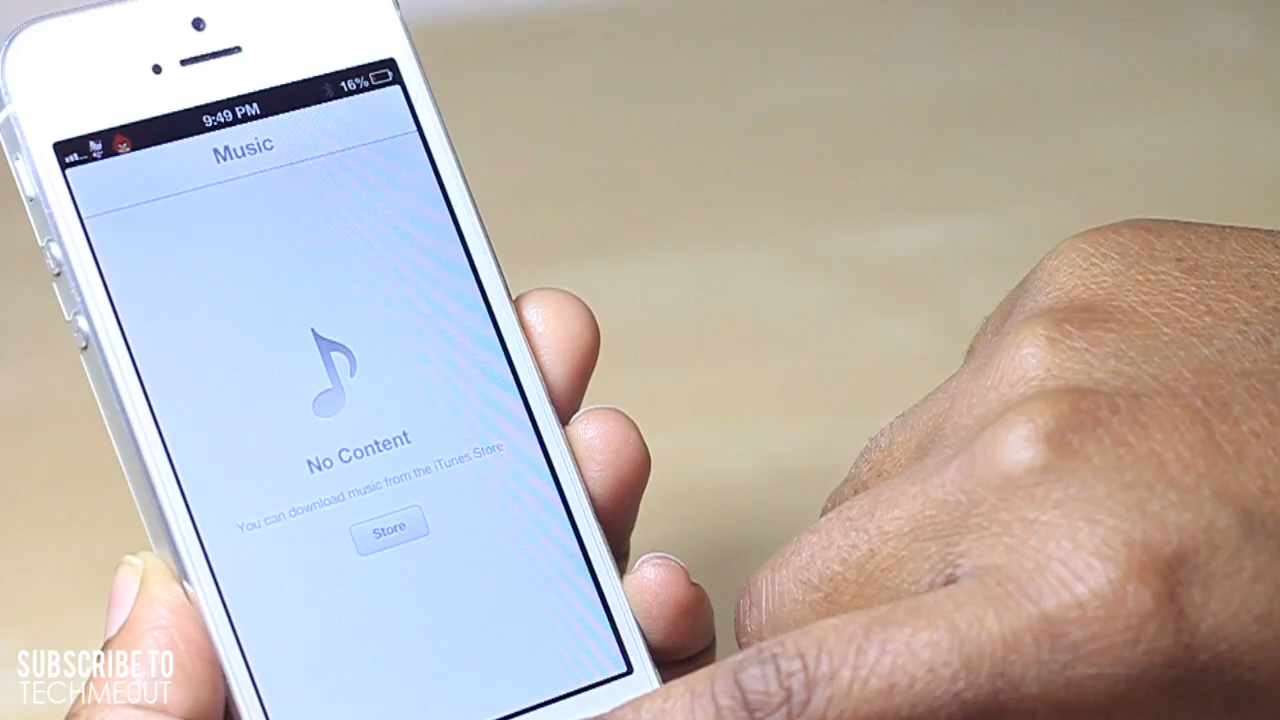 9:49 PM
16%
Music
No Content
You can download music from the iTunes Store
Store
SUBSCRIBE TO
TECHMEOUT